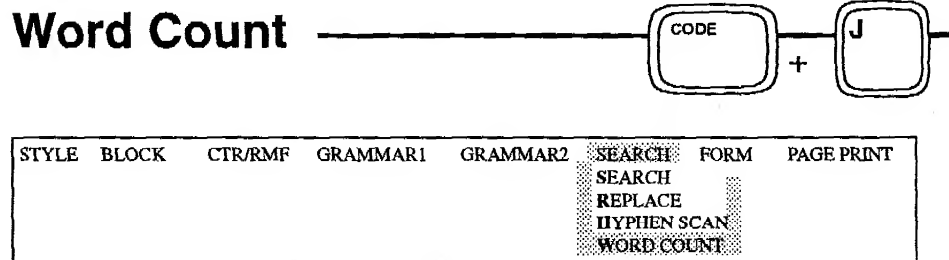 Word Count CODE + J
STYLE BLOCK CTR/RMF GRAMMAR1 GRAMMAR2 SEARCH FORM PAGE PRINT
SEARCH
REPLACE
HYPHEN SCAN
WORD COUNT